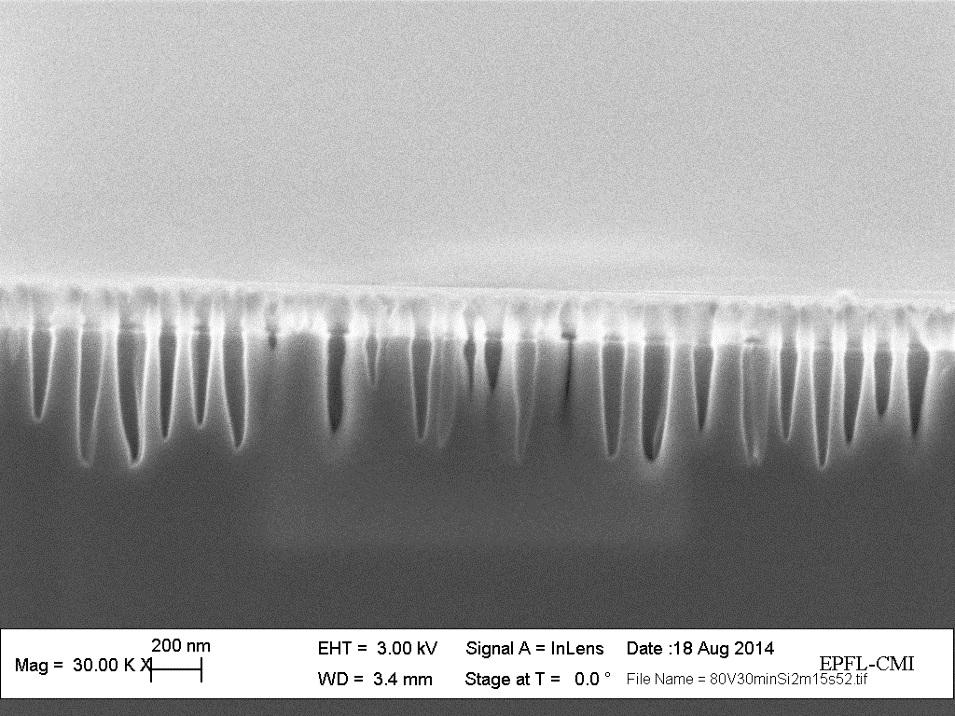 200 nm
Mag = 30.00 K X
EHT = 3.00 kV
Signal A = InLens
Date :18 Aug 2014
WD = 3.4 mm
Stage at T = 0.0 °
File Name = 80V30minSi2m15s52.tif
EPFL-CMI